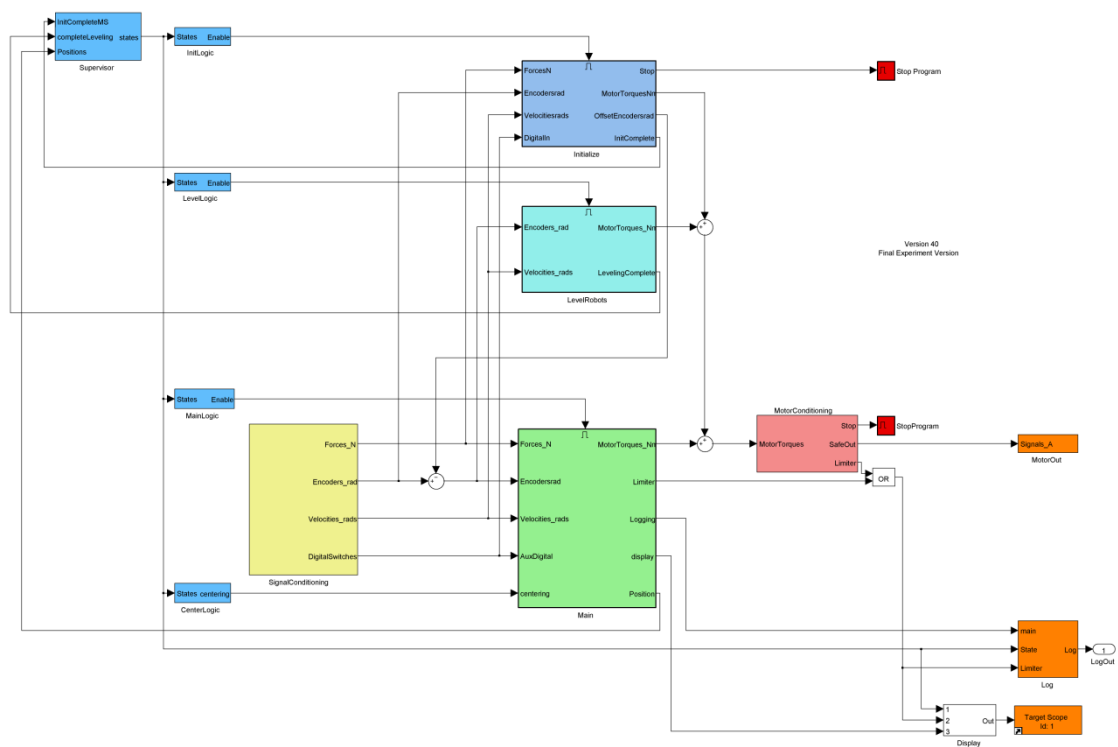 InitCompleteMS
completeLeveling
states
Positions
Supervisor
States
Enable
InitLogic
ForcesN
Encodersrad
Velocitiesrads
DigitalIn
Stop
MotorTorquesNm
OffsetEncodersrad
InitComplete
Initialize
Stop Program
States
Enable
LevelLogic
Encoders_rad
Velocities_rads
MotorTorques_Nm
LevelingComplete
LevelRobots
Version 40
Final Experiment Version
States
Enable
MainLogic
Forces_N
Encoders_rad
Velocities_rads
DigitalSwitches
SignalConditioning
Forces_N
Encodersrad
Velocities_rads
AuxDigital
centering
MotorTorques_Nm
Limiter
Logging
display
Position
Main
MotorConditioning
MotorTorques
Stop
SafeOut
Limiter
StopProgram
Signals_A
MotorOut
OR
States
centering
CenterLogic
main
State
Limiter
Log
Log
1
LogOut
1
2
3
Out
Display
Target Scope
Id: 1